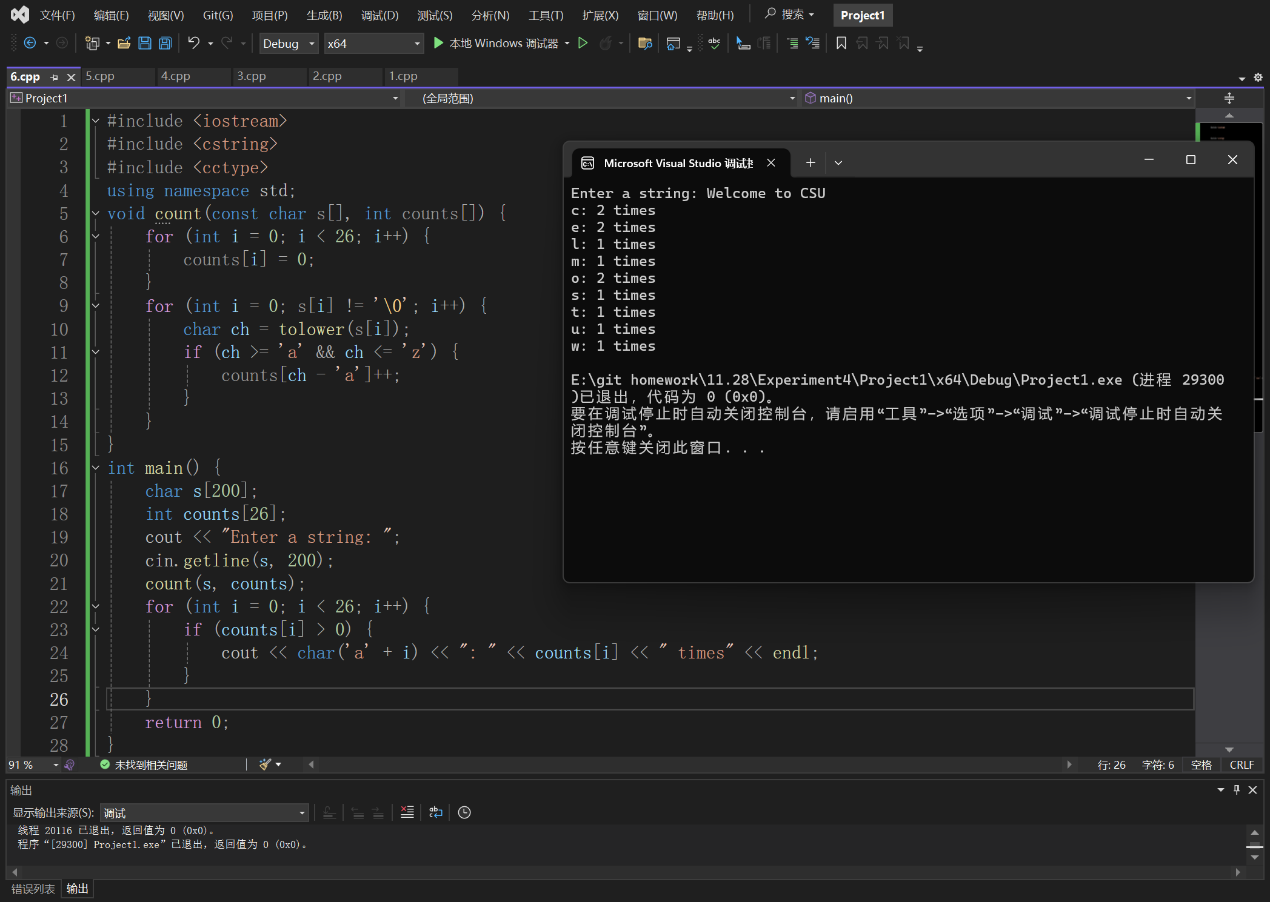 文件(F) 编辑(E) 视图(V) Git(G) 项目(P) 生成(B) 调试(D) 测试(S) 分析(N) 工具(T) 扩展(X) 窗口(W) 帮助(H) 搜索 Project1
Debug x64 本地 Windows 调试器
6.cpp 5.cpp 4.cpp 3.cpp 2.cpp 1.cpp
Project1 (全局范围) main()
1 #include <iostream>
2 #include <cstring>
3 #include <cctype>
4 using namespace std;
5 void count(const char s[], int counts[]) {
6 for (int i = 0; i < 26; i++) {
7 counts[i] = 0;
8 }
9 for (int i = 0; s[i] != '\0'; i++) {
10 char ch = tolower(s[i]);
11 if (ch >= 'a' && ch <= 'z') {
12 counts[ch - 'a']++;
13 }
14 }
15 }
16 int main() {
17 char s[200];
18 int counts[26];
19 cout << "Enter a string: ";
20 cin.getline(s, 200);
21 count(s, counts);
22 for (int i = 0; i < 26; i++) {
23 if (counts[i] > 0) {
24 cout << char('a' + i) << ": " << counts[i] << " times" << endl;
25 }
26 }
27 return 0;
28 }
Microsoft Visual Studio 调试
Enter a string: Welcome to CSU
c: 2 times
e: 2 times
l: 1 times
m: 1 times
o: 2 times
s: 1 times
t: 1 times
u: 1 times
w: 1 times
E:\git homework\11.28\Experiment4\Project1\x64\Debug\Project1.exe (进程 29300
)已退出，代码为 0 (0x0)。
要在调试停止时自动关闭控制台，请启用“工具”->“选项”->“调试”->“调试停止时自动关
闭控制台”。
按任意键关闭此窗口. . .
91 % 未找到相关问题 行: 26 字符: 6 空格 CRLF
输出
显示输出来源(S): 调试
线程 20116 已退出，返回值为 0 (0x0)。
程序“[29300] Project1.exe”已退出，返回值为 0 (0x0)。
错误列表 输出